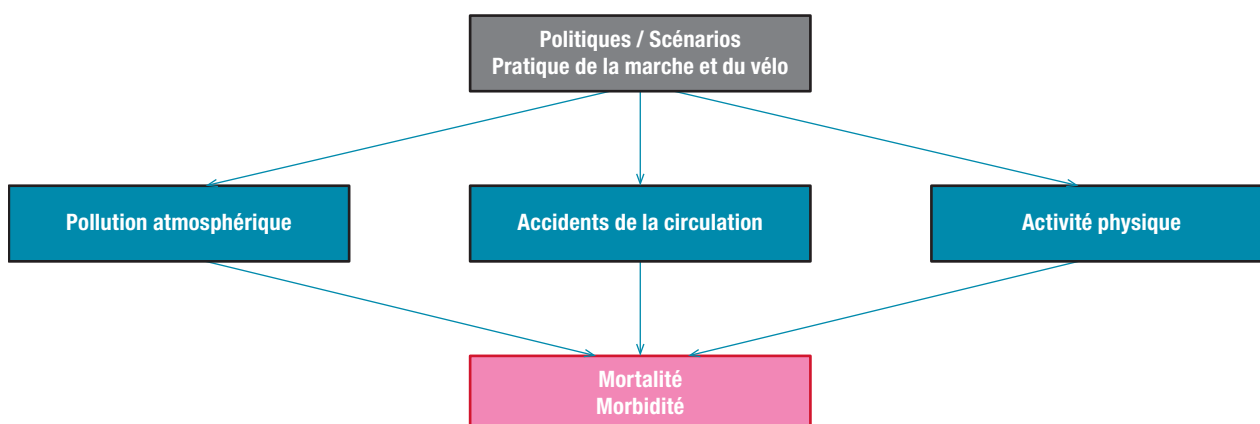 Politiques / Scénarios
Pratique de la marche et du vélo
Pollution atmosphérique
Accidents de la circulation
Activité physique
Mortalité
Morbidité